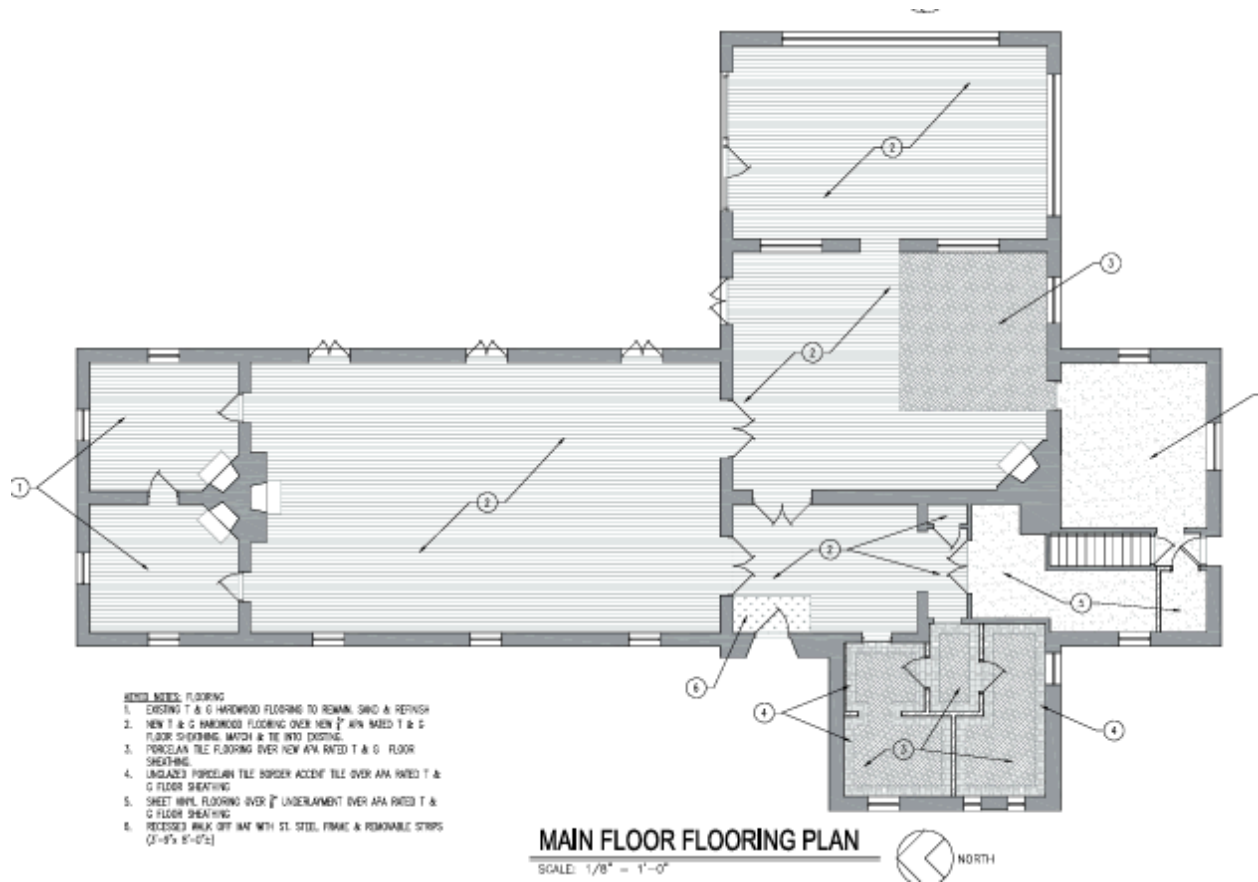 2
3
2
1
2
2
5
6
4
3
4
KEYED NOTES: FLOORING
1. EXISTING T & G HARDWOOD FLOORING TO REMAIN, SAND & REFINISH
2. NEW T & G HARDWOOD FLOORING OVER NEW APA RATED T & G
FLOOR SHEATHING. MATCH & TIE INTO EXISTING.
3. PORCELAN TILE FLOORING OVER NEW APA RATED T & G FLOOR
SHEATHING.
4. UNGLAZED PORCELAIN TILE BORDER ACCENT TILE OVER APA RATED T &
G FLOOR SHEATHING
5. SHEET VINYL FLOORING OVER UNDERLAYMENT OVER APA RATED T &
G FLOOR SHEATHING
6. RECESSED WALK OFF MAT WITH ST. STEEL FRAME & REMOVABLE STRIPS
MAIN FLOOR FLOORING PLAN
SCALE: 1/8" = 1'-0"
NORTH